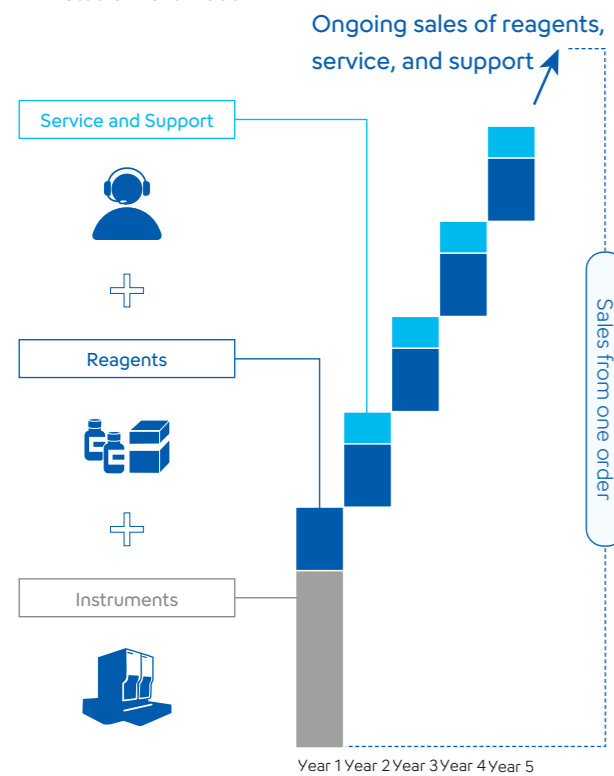 Ongoing sales of reagents,
service, and support
Service and Support
Reagents
Instruments
Sales from one order
Year 1 Year 2 Year 3 Year 4 Year 5